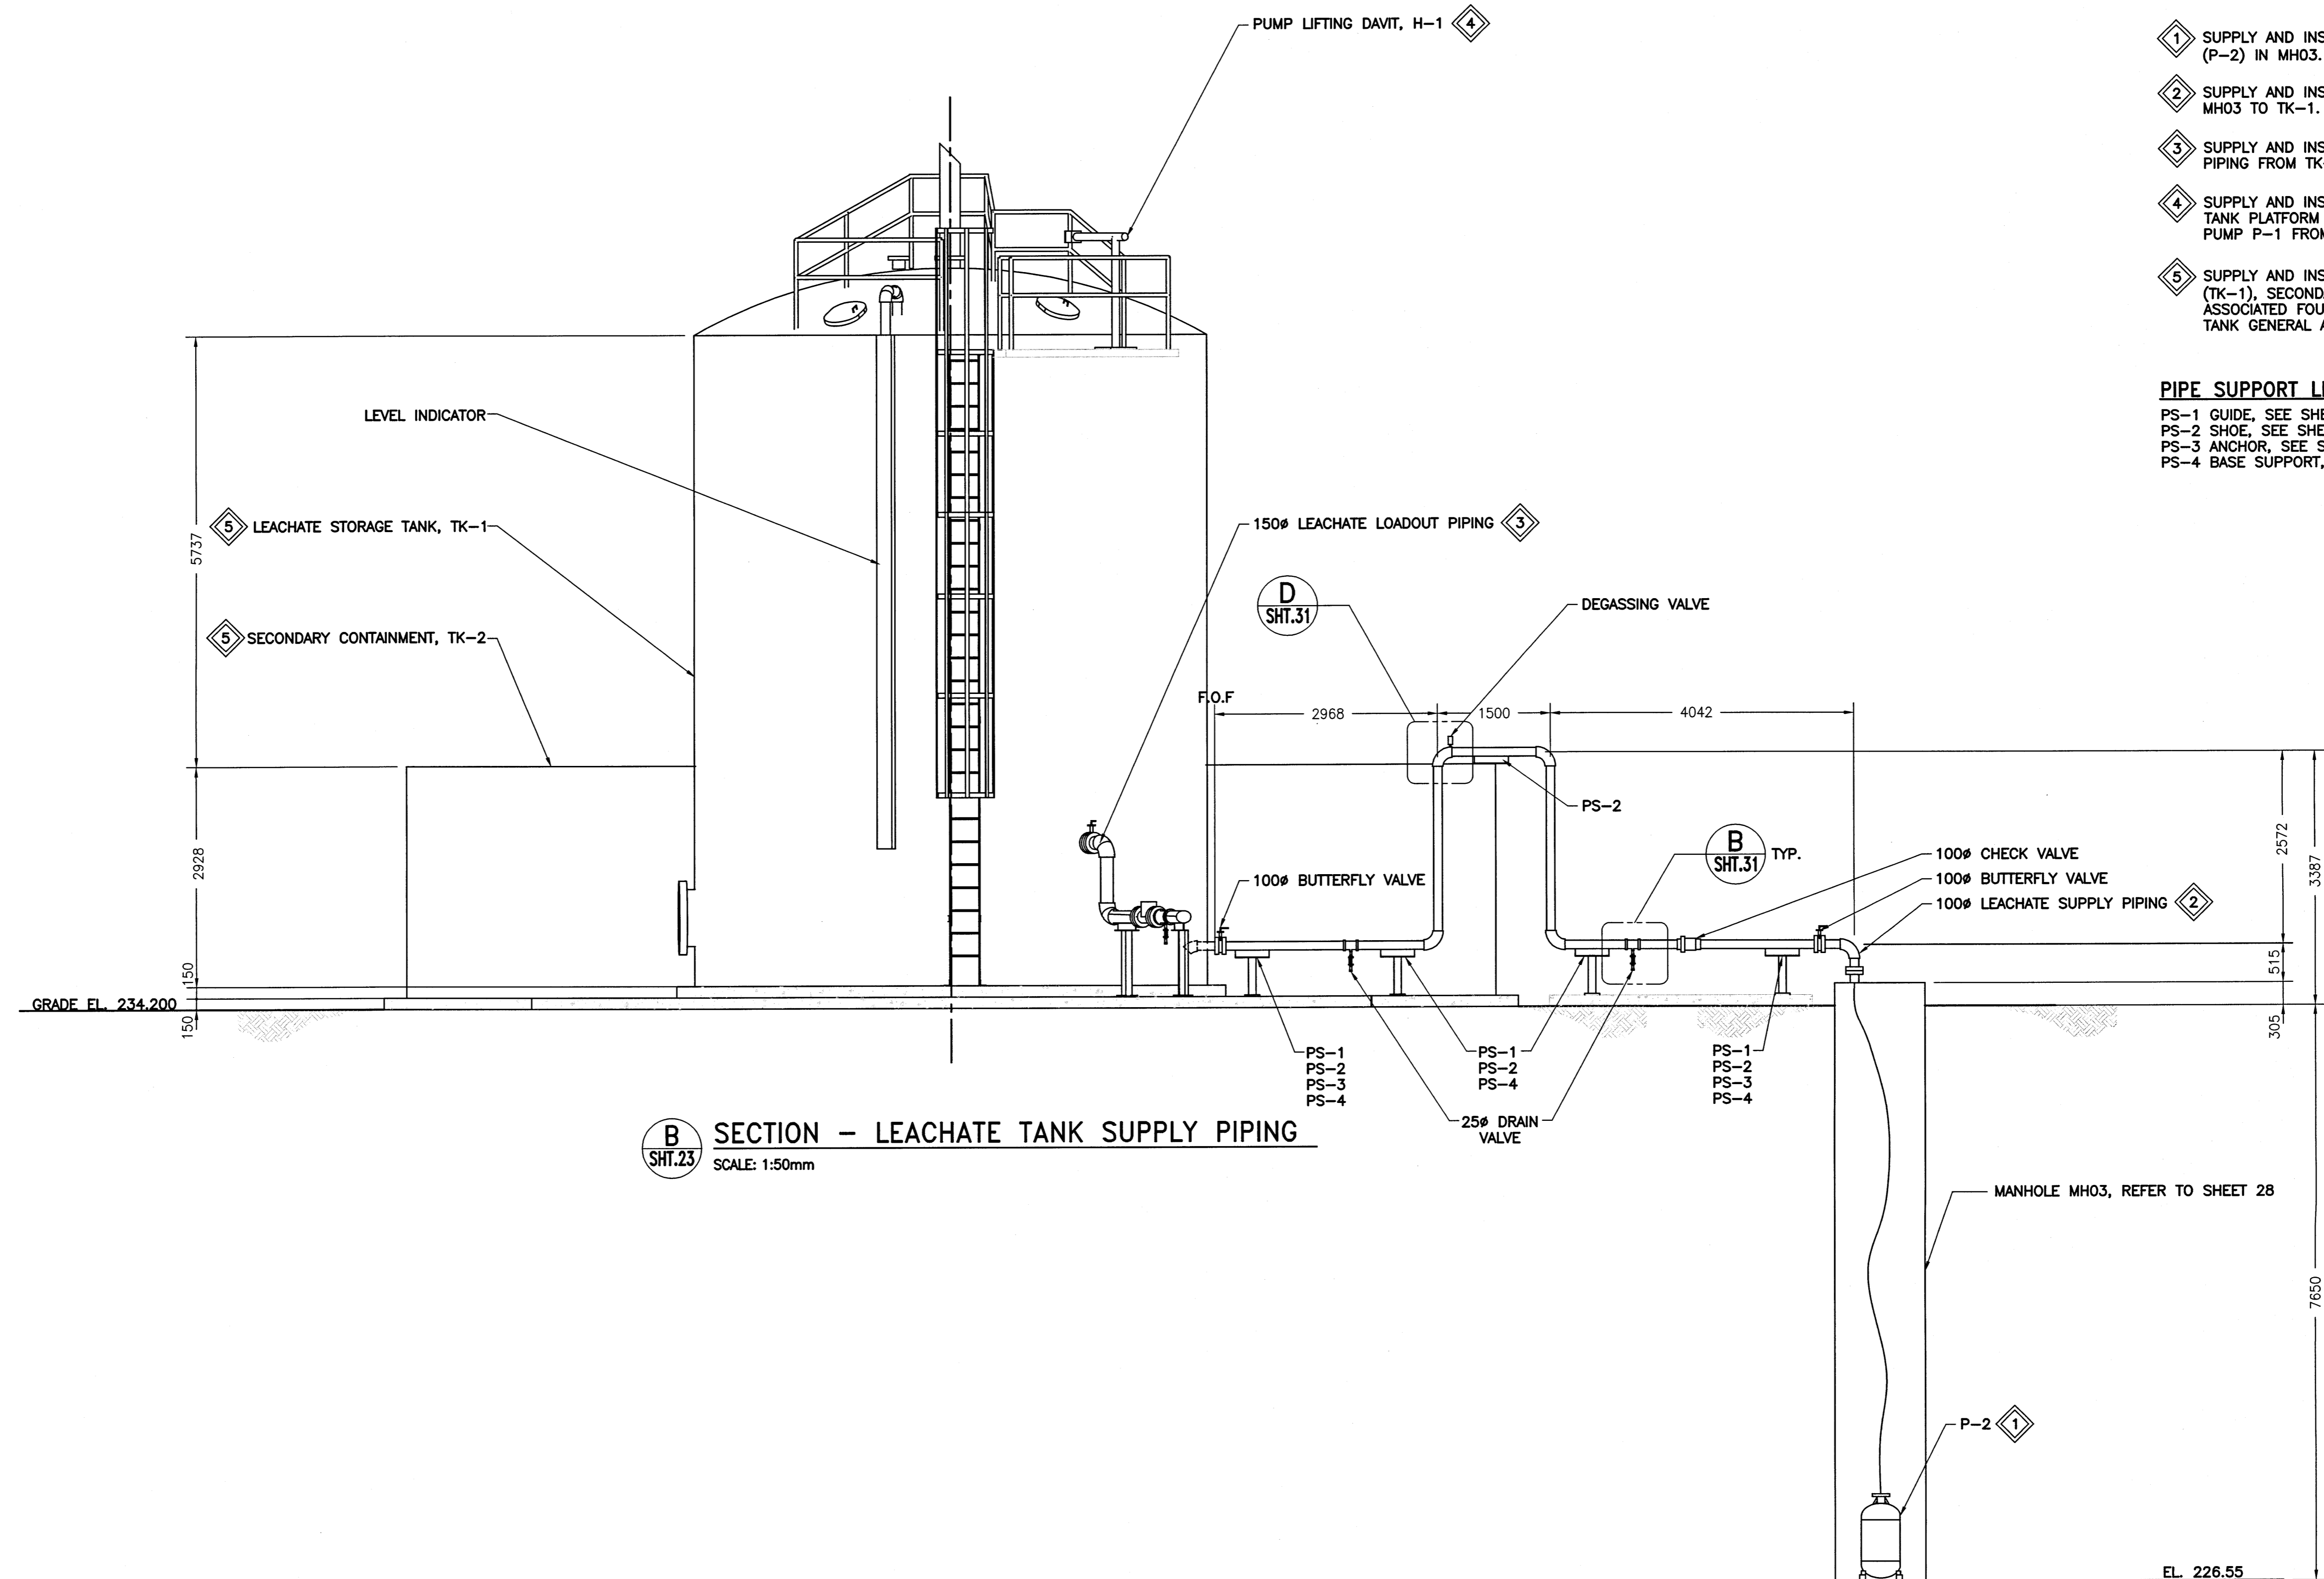 PUMP LIFTING DAVIT, H-1 4
1 SUPPLY AND INS
(P-2) IN MH03.
2 SUPPLY AND INS
MH03 TO TK-1.
3 SUPPLY AND INS
PIPING FROM TK
4 SUPPLY AND INS
TANK PLATFORM
PUMP P-1 FROM
5 SUPPLY AND INS
(TK-1), SECOND
ASSOCIATED FOU
TANK GENERAL A
PIPE SUPPORT LE
PS-1 GUIDE, SEE SHE
PS-2 SHOE, SEE SHE
PS-3 ANCHOR, SEE S
PS-4 BASE SUPPORT,
LEVEL INDICATOR
5 LEACHATE STORAGE TANK, TK-1
5737
5 SECONDARY CONTAINMENT, TK-2
2928
150
GRADE EL. 234.200
150
150ø LEACHATE LOADOUT PIPING 3
D
SHT.31
DEGASSING VALVE
F.O.F
2968
1500
4042
PS-2
B
SHT.31
TYP.
100ø BUTTERFLY VALVE
100ø CHECK VALVE
100ø BUTTERFLY VALVE
100ø LEACHATE SUPPLY PIPING 2
2572
3387
515
305
PS-1
PS-2
PS-3
PS-4
PS-1
PS-2
PS-4
PS-1
PS-2
PS-3
PS-4
25ø DRAIN
VALVE
B
SHT.23
SECTION - LEACHATE TANK SUPPLY PIPING
SCALE: 1:50mm
MANHOLE MH03, REFER TO SHEET 28
7650
P-2 1
EL. 226.55